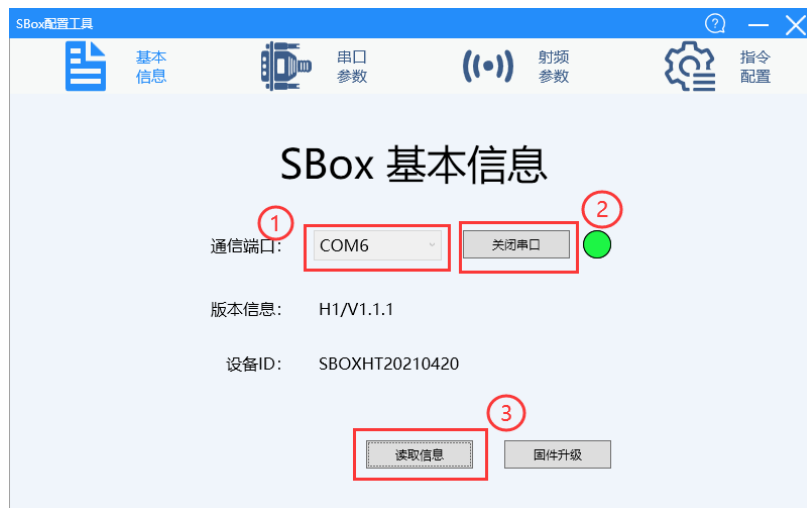 SBox配置工具
基本
信息
串口
参数
射频
参数
指令
配置
SBox 基本信息
1
2
通信端口:
COM6
关闭串口
版本信息:
H1/V1.1.1
设备ID:
SBOXHT20210420
3
读取信息
固件升级